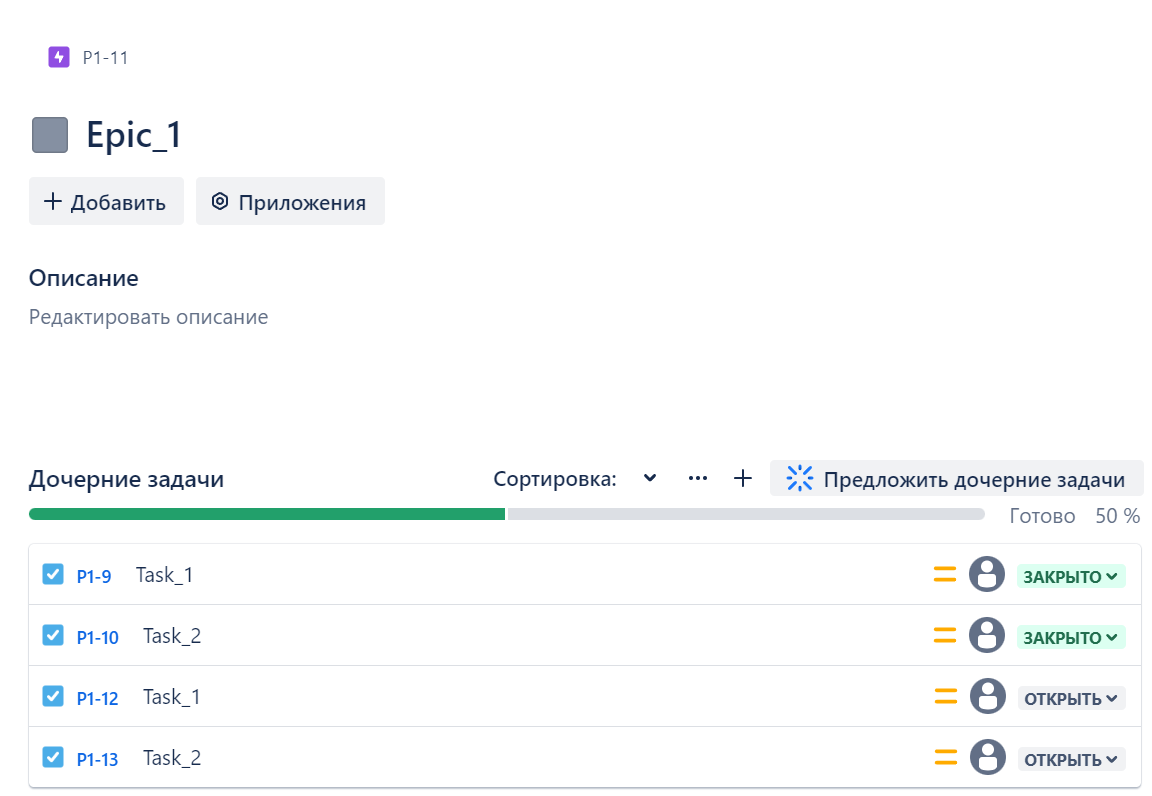 P1-11
Epic_1
Добавить Приложения
Описание
Редактировать описание
Дочерние задачи Сортировка: Предложить дочерние задачи
Готово 50 %
P1-9 Task_1 ЗАКРЫТО
P1-10 Task_2 ЗАКРЫТО
P1-12 Task_1 ОТКРЫТЬ
P1-13 Task_2 ОТКРЫТЬ